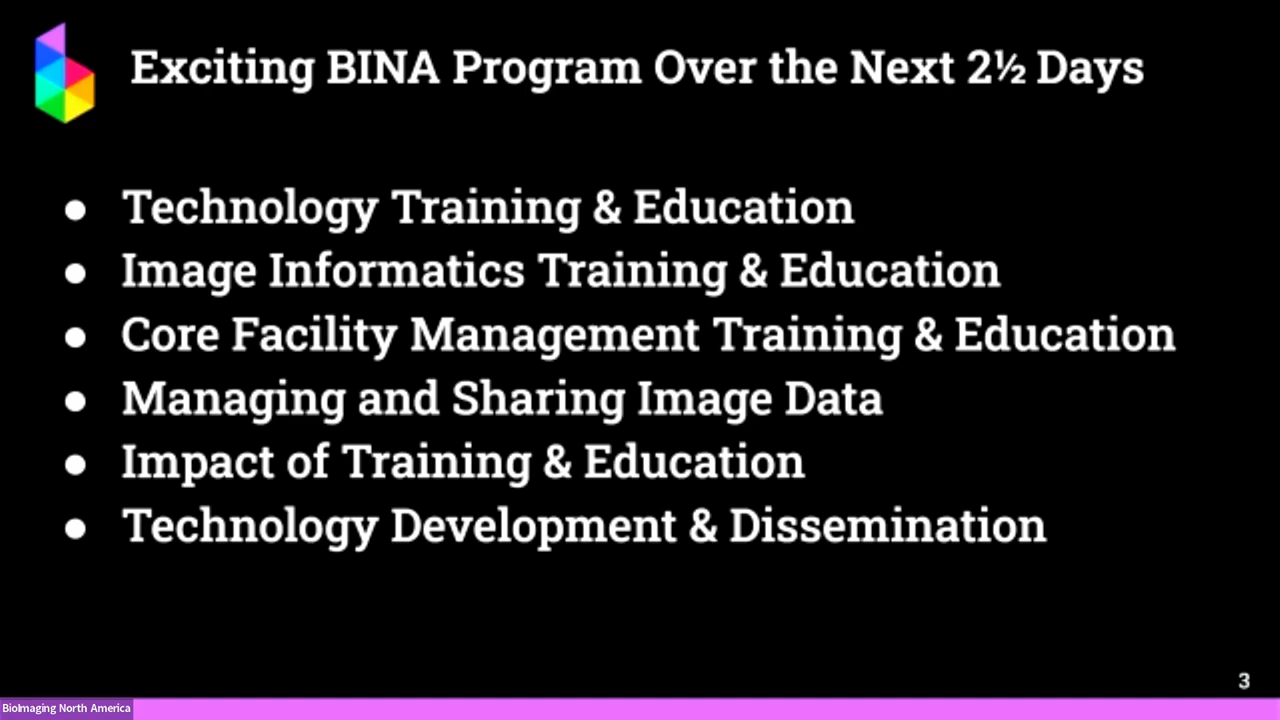 Exciting BINA Program Over the Next 2½ Days
● Technology Training & Education
● Image Informatics Training & Education
● Core Facility Management Training & Education
● Managing and Sharing Image Data
● Impact of Training & Education
● Technology Development & Dissemination
3
BioImaging North America